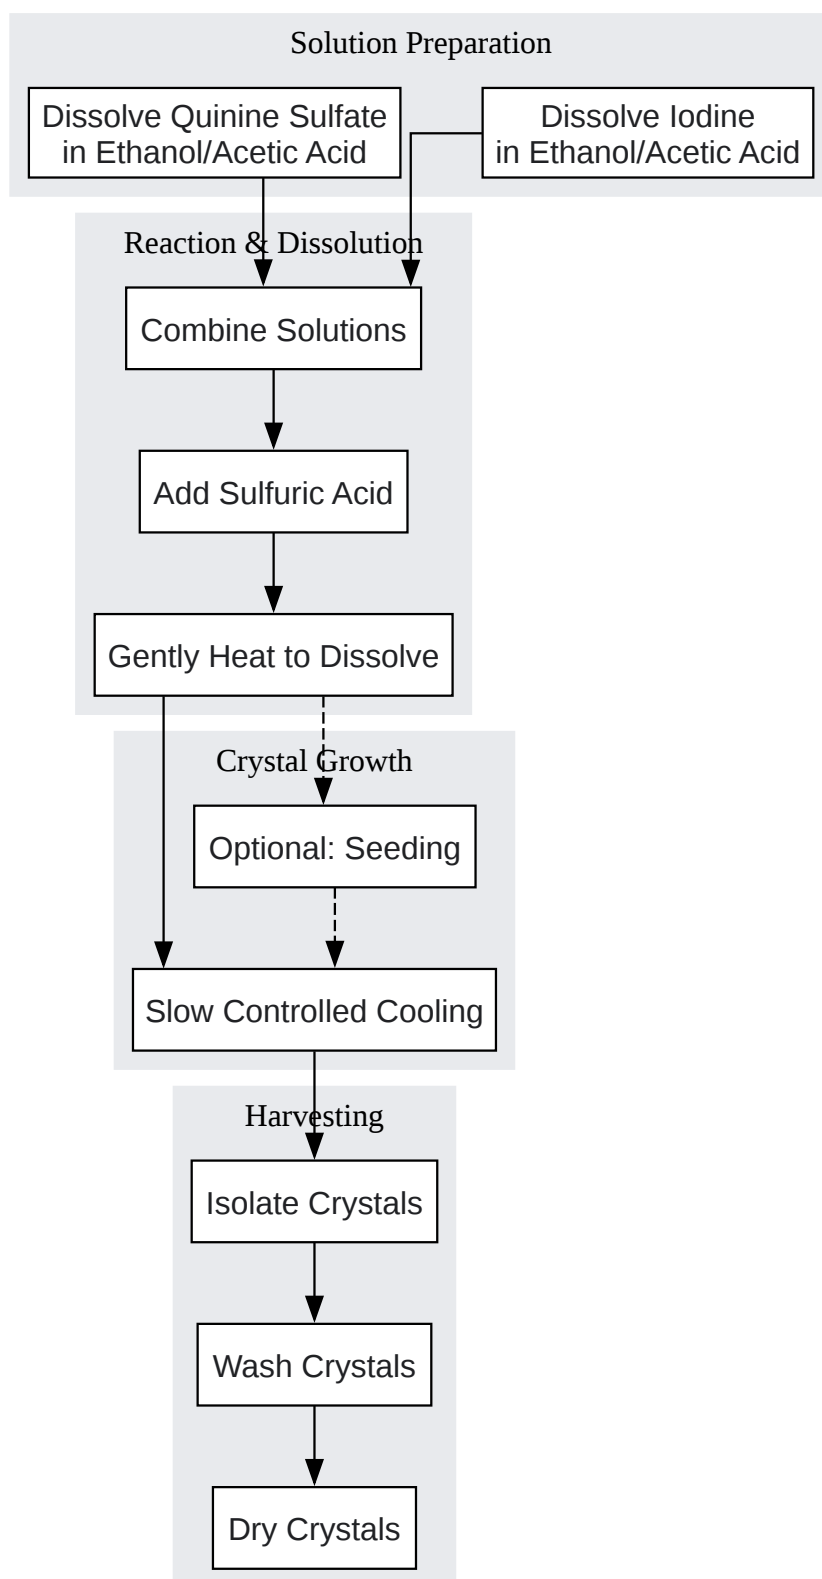 Solution Preparation
Dissolve Quinine Sulfate
in Ethanol/Acetic Acid
Dissolve Iodine
in Ethanol/Acetic Acid
Reaction & Dissolution
Combine Solutions
Add Sulfuric Acid
Gently Heat to Dissolve
Crystal Growth
Optional: Seeding
Slow Controlled Cooling
Harvesting
Isolate Crystals
Wash Crystals
Dry Crystals